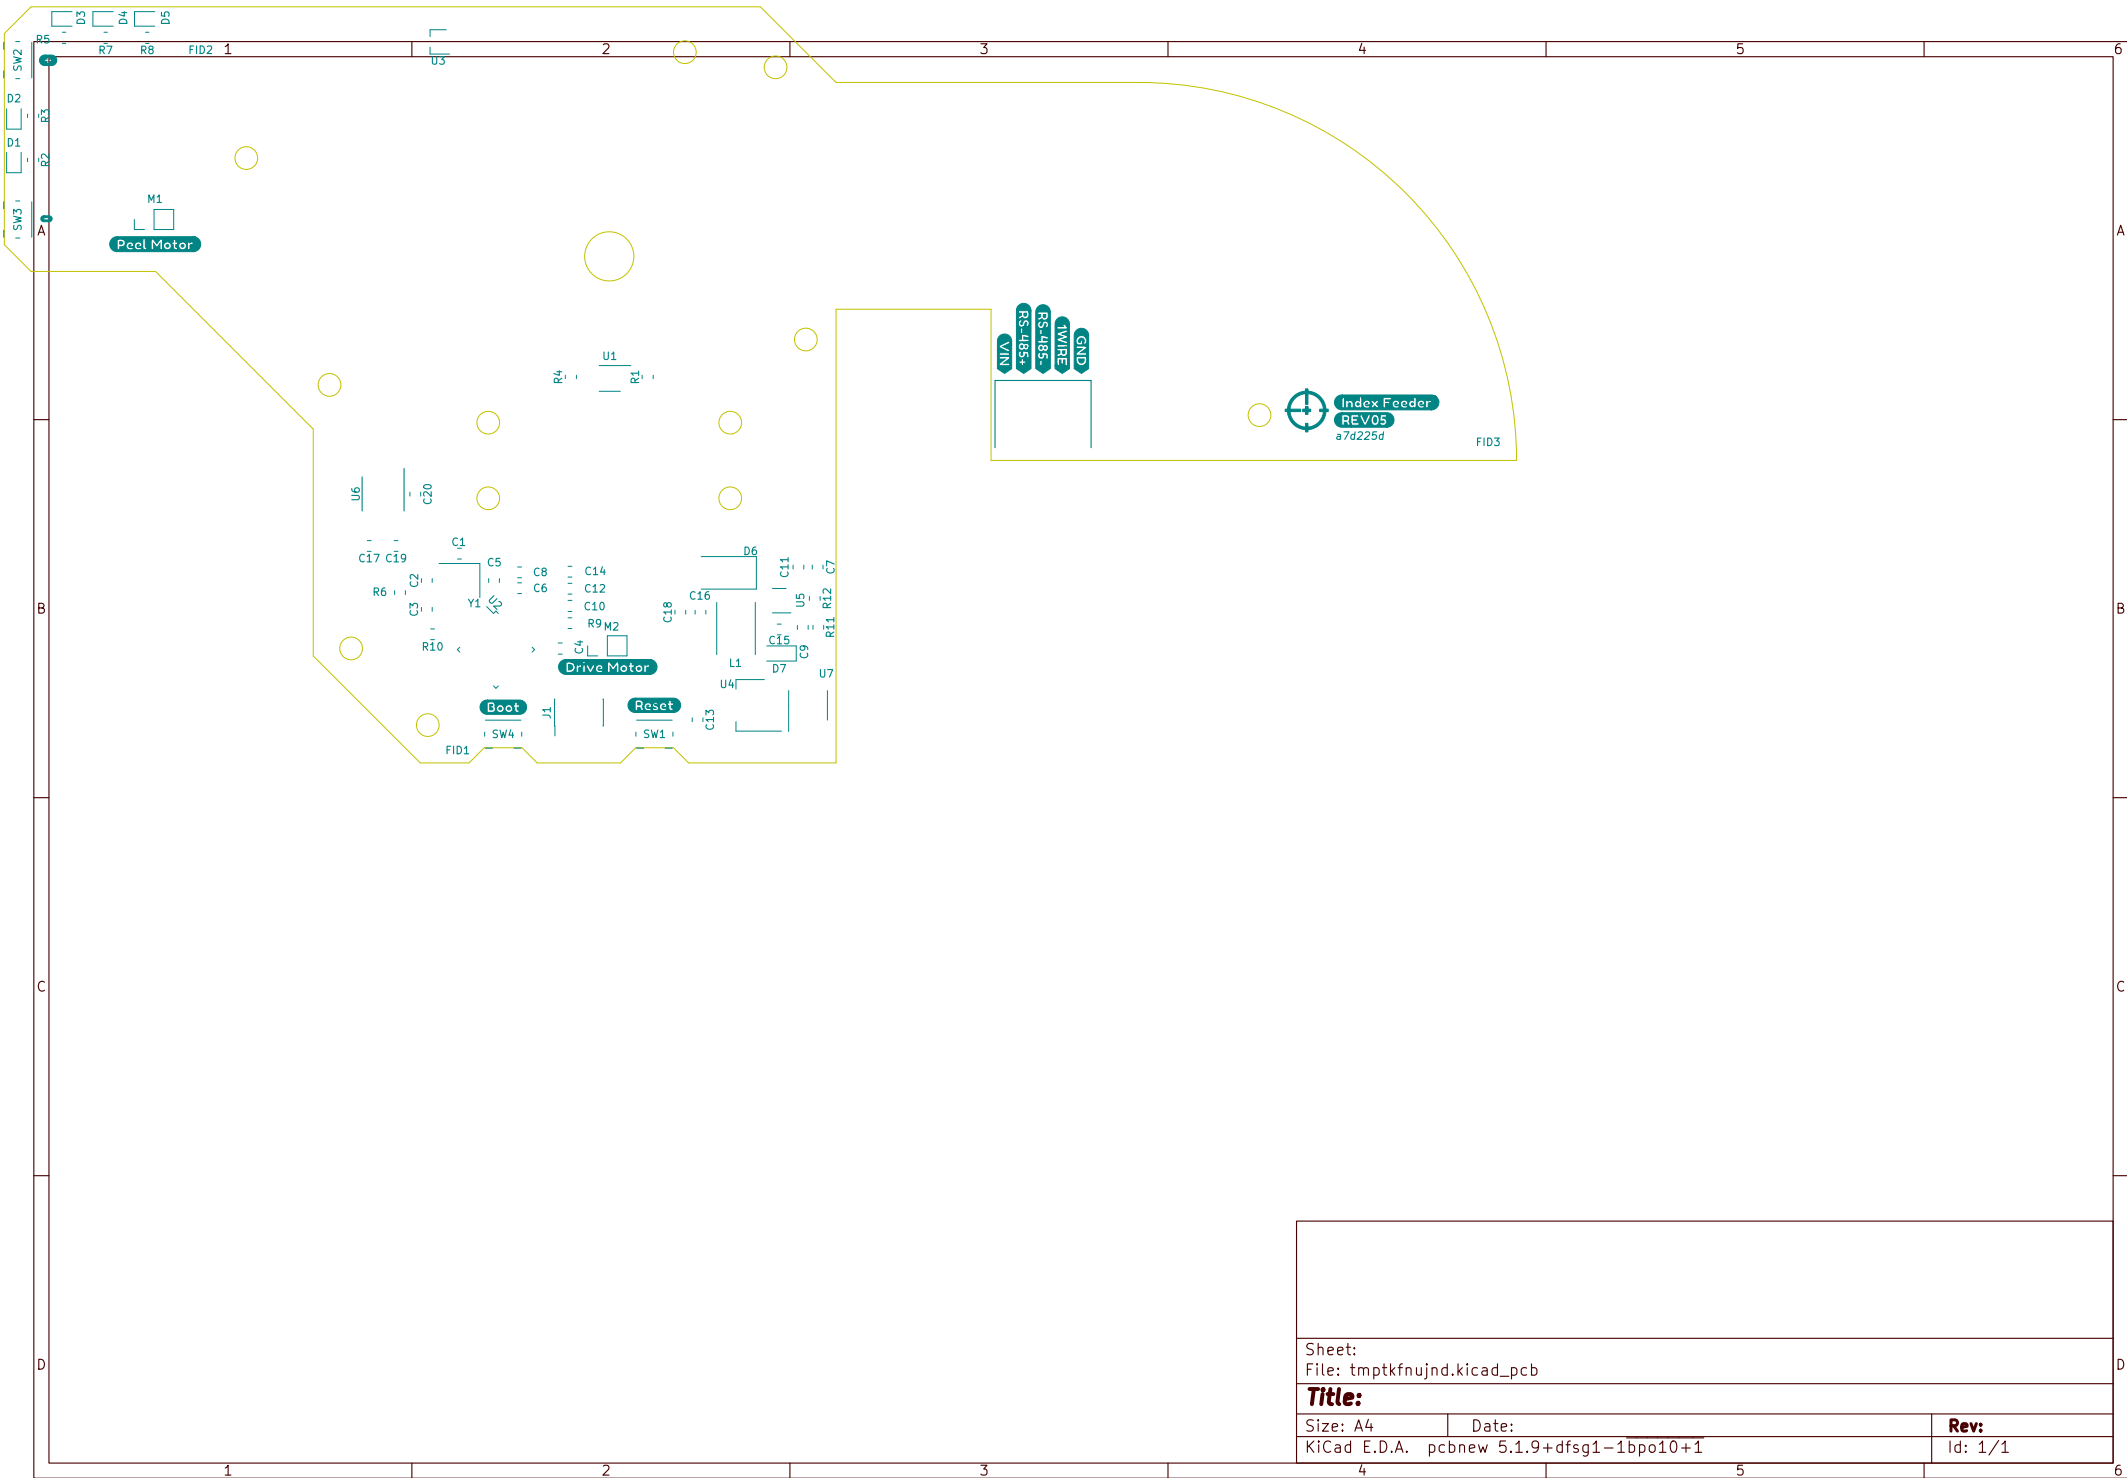 D3
D4
D5
R5
R7
R8
FID2
1
2
3
4
5
6
SW2
U3
D2
R3
D1
R2
M1
SW3
A
A
Peel Motor
VIN
RS-485+
RS-485-
1WIRE
GND
U1
R4
R1
Index Feeder
REV05
a7d225d
FID3
U6
C20
C1
C17
C19
C5
D6
C2
C8
C14
C11
C7
R6
C6
C12
C16
U5
R12
C3
Y1
U2
C10
C18
B
B
R9
M2
R11
R10
C4
C15
C9
Drive Motor
L1
D7
U7
U4
Boot
J1
Reset
C13
SW4
SW1
FID1
C
C
D
D
Sheet:
File: tmptkfnujnd.kicad_pcb
Title:
Size: A4
Date:
Rev:
KiCad E.D.A. pcbnew 5.1.9+dfsg1-1bpo10+1
Id: 1/1
1
2
3
4
5
6